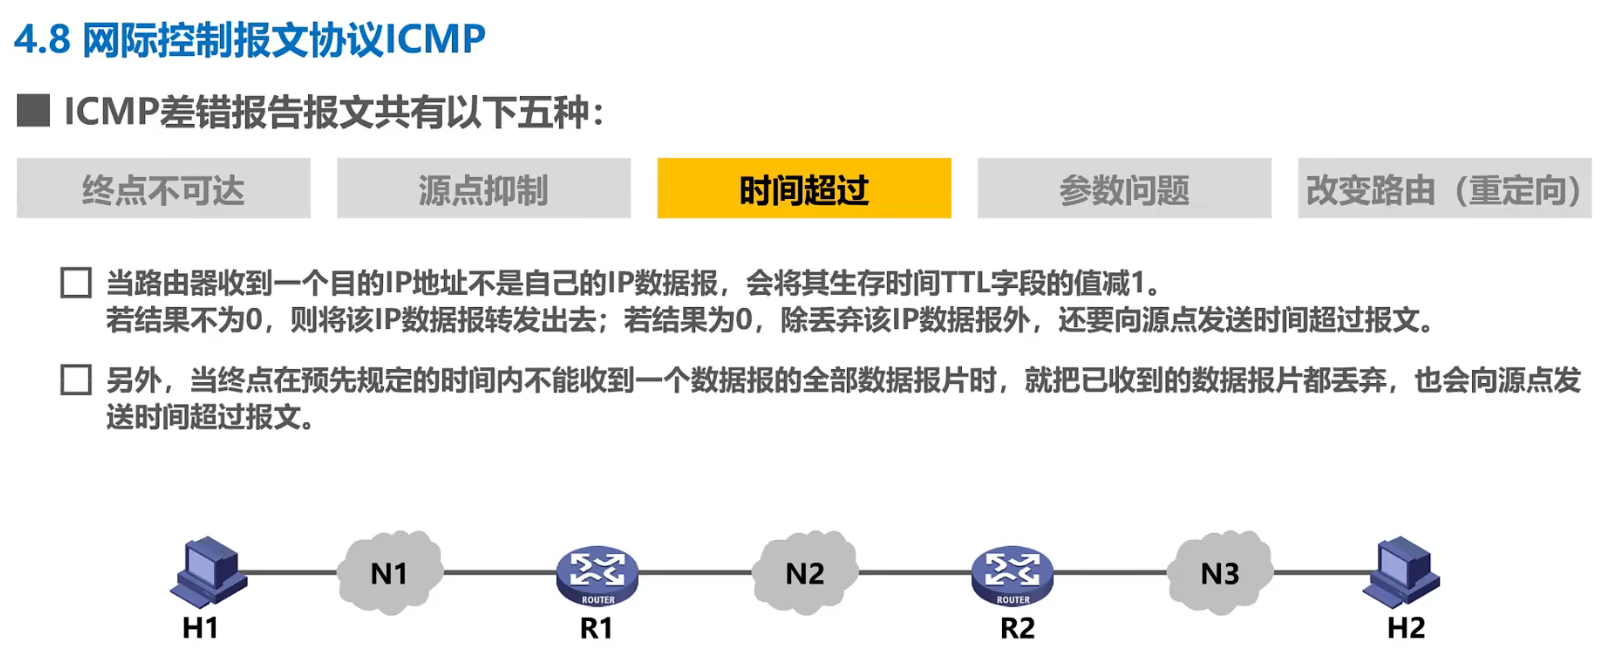 4.8 网际控制报文协议ICMP
ICMP差错报告报文共有以下五种：
终点不可达
源点抑制
时间超过
参数问题
改变路由（重定向）
当路由器收到一个目的IP地址不是自己的IP数据报，会将其生存时间TTL字段的值减1。
若结果不为0，则将该IP数据报转发出去；若结果为0，除丢弃该IP数据报外，还要向源点发送时间超过报文。
另外，当终点在预先规定的时间内不能收到一个数据报的全部数据报片时，就把已收到的数据报片都丢弃，也会向源点发
送时间超过报文。
N1
N2
N3
ROUTER
ROUTER
H1
R1
R2
H2